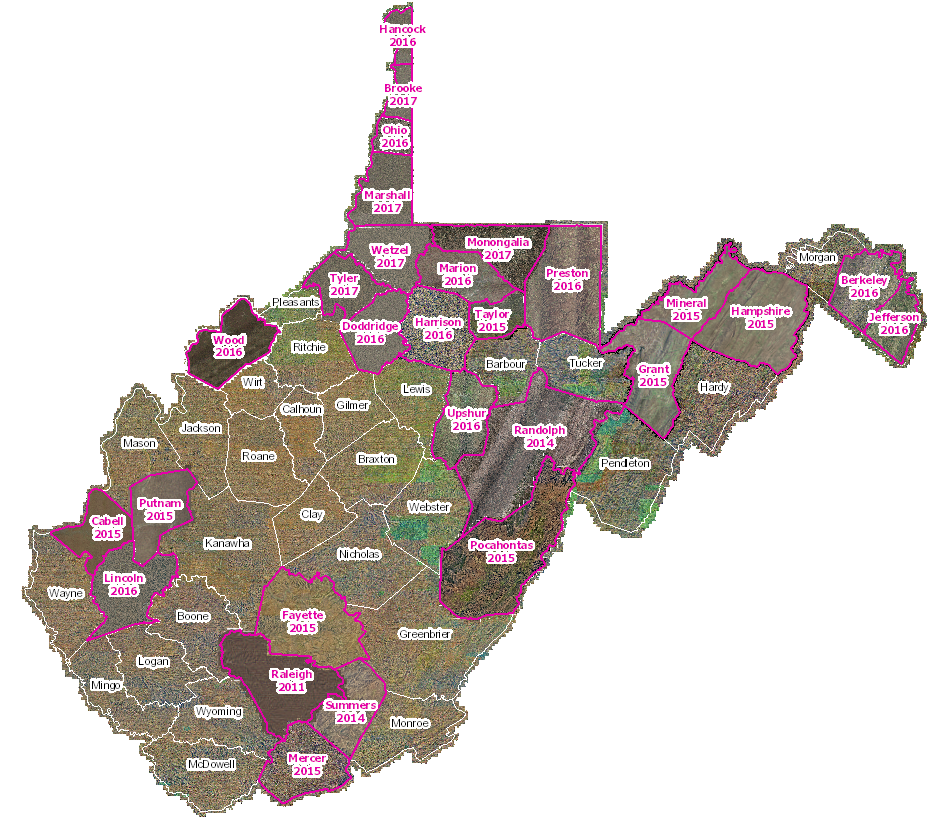 Hancock
2016
Brooke
2017
Ohio
2016
Marshall
2017
Wetzel
2017
Monongalia
2017
Marion
2016
Preston
2016
Morgan
Berkeley
2016
Jefferson
2016
Tyler
2017
Pleasants
Mineral
2015
Hampshire
2015
Doddridge
2016
Harrison
2016
Taylor
2015
Wood
2016
Ritchie
Barbour
Tucker
Grant
2015
Hardy
Wirt
Lewis
Calhoun
Gilmer
Upshur
2016
Jackson
Randolph
2014
Mason
Roane
Braxton
Pendleton
Putnam
2015
Webster
Cabell
2015
Clay
Kanawha
Nicholas
Pocahontas
2015
Lincoln
2016
Wayne
Boone
Fayette
2015
Greenbrier
Logan
Raleigh
2011
Mingo
Wyoming
Summers
2014
Monroe
McDowell
Mercer
2015